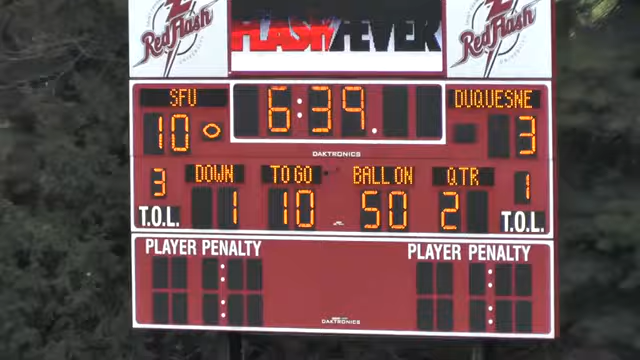 Red Flash FLASH FEVER Red Flash
SFU 6:39. DUQUESNE
10 3
DAKTRONICS
DOWN TO GO BALL ON QTR
3 1 10 50 2 1
T.O.L. T.O.L.
PLAYER PENALTY PLAYER PENALTY
DAKTRONICS